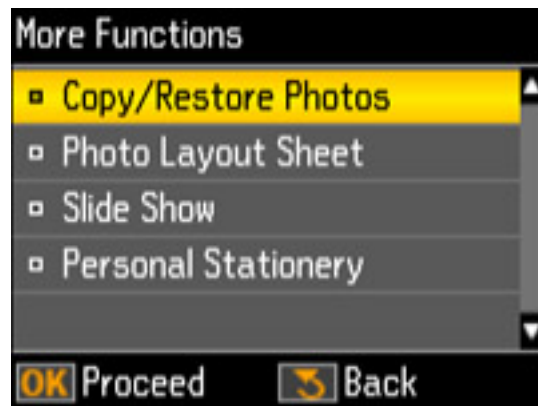 More Functions
Copy/Restore Photos
Photo Layout Sheet
Slide Show
Personal Stationery
OK Proceed Back